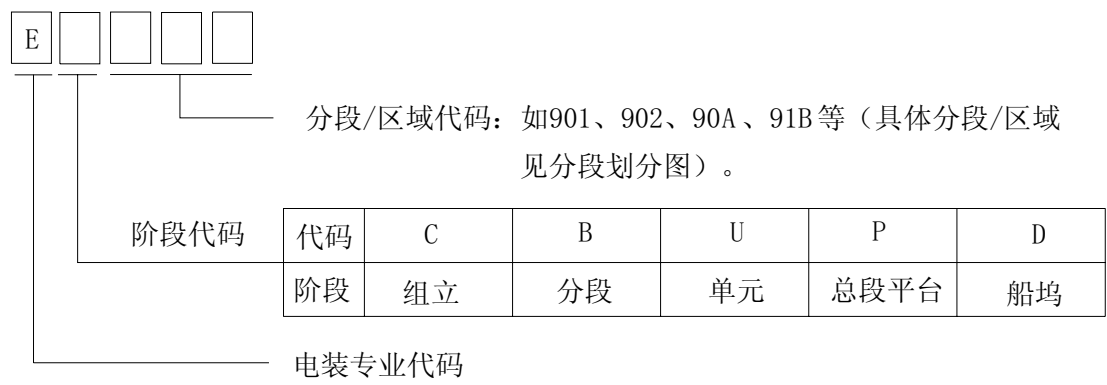 E
分段/区域代码：如901、902、90A、91B等（具体分段/区域
见分段划分图）。
阶段代码 代码 C B U P D
阶段 组立 分段 单元 总段平台 船坞
电装专业代码